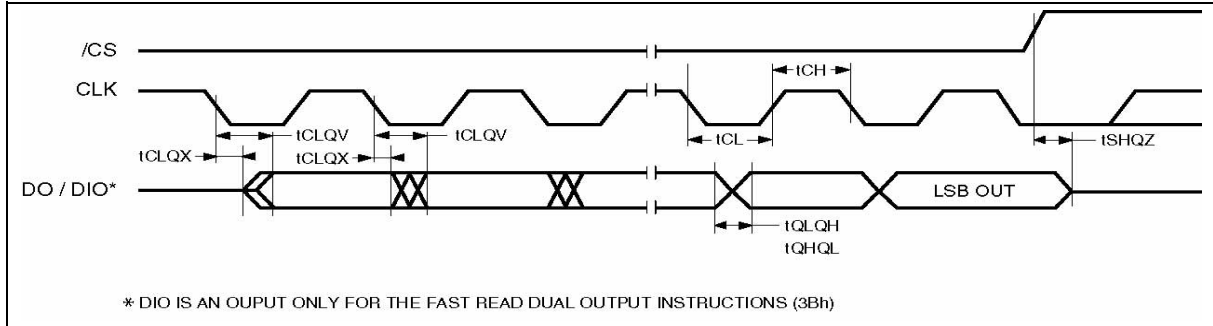 /CS
CLK
tCH
tCLQV
tCLQV
tCL
tSHQZ
tCLQX
tCLQX
DO / DIO*
LSB OUT
tQLQH
tQHQL
* DIO IS AN OUPUT ONLY FOR THE FAST READ DUAL OUTPUT INSTRUCTIONS (3Bh)